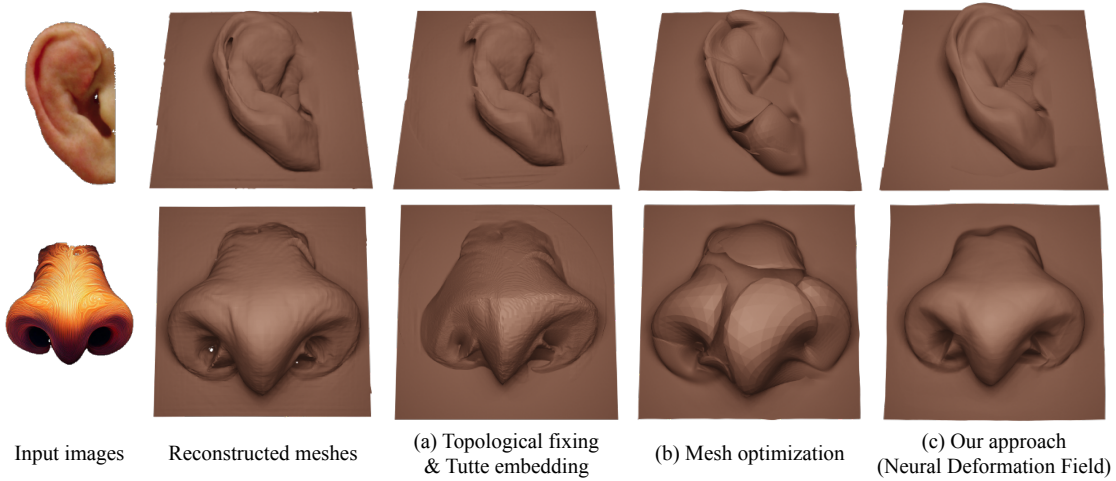 Input images
Reconstructed meshes
(a) Topological fixing
& Tutte embedding
(b) Mesh optimization
(c) Our approach
(Neural Deformation Field)